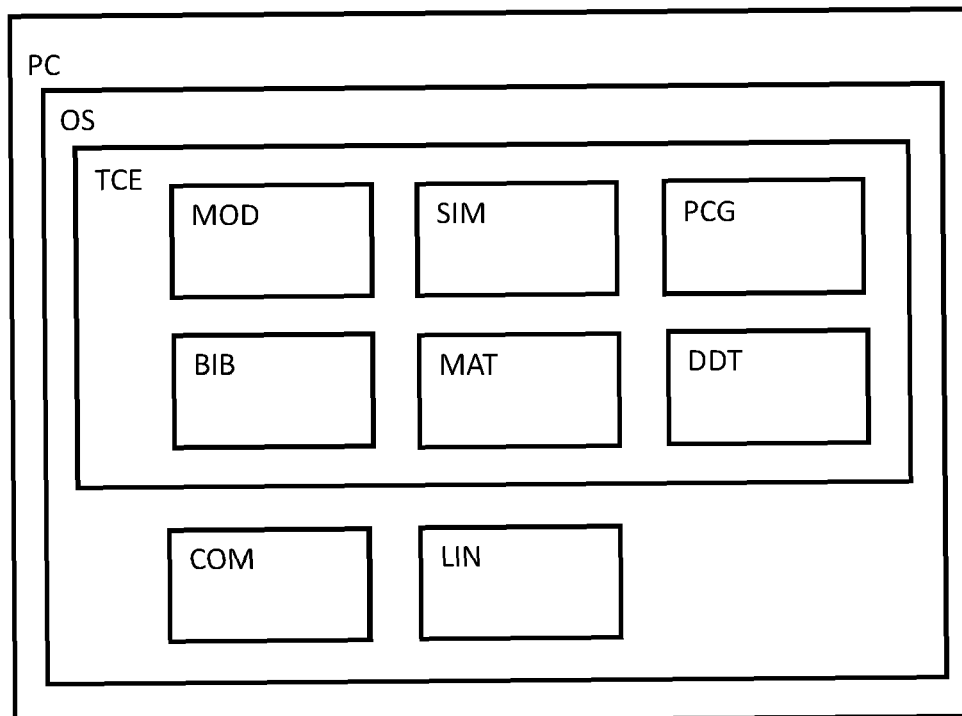 PC
OS
TCE
MOD
SIM
PCG
BIB
MAT
DDT
COM
LIN